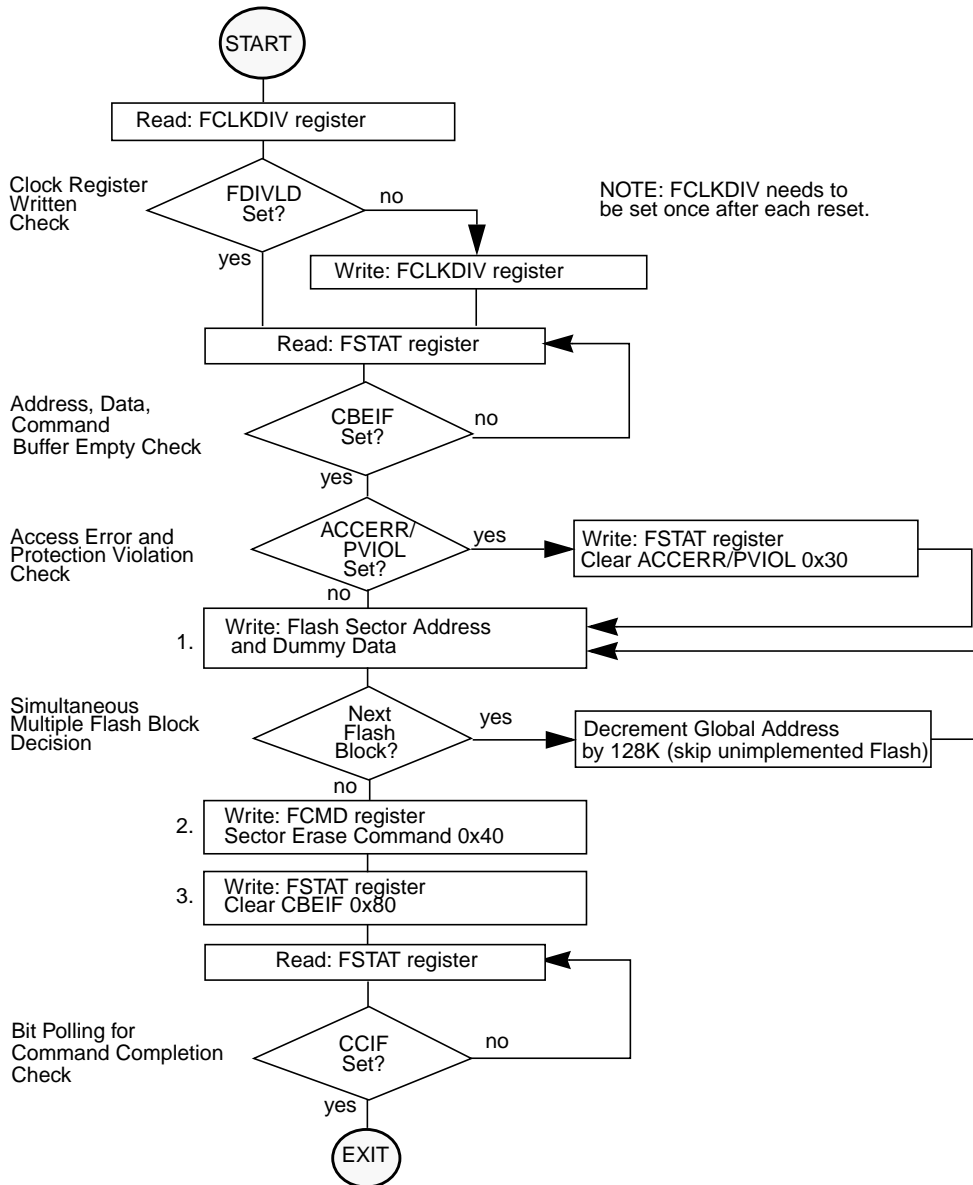 START
Read: FCLKDIV register
Clock Register
Written
Check
FDIVLD
Set?
no
NOTE: FCLKDIV needs to
be set once after each reset.
yes
Write: FCLKDIV register
Read: FSTAT register
Address, Data,
Command
Buffer Empty Check
CBEIF
Set?
no
yes
Access Error and
Protection Violation
Check
ACCERR/
PVIOL
Set?
yes
Write: FSTAT register
Clear ACCERR/PVIOL 0x30
no
1.
Write: Flash Sector Address
and Dummy Data
Simultaneous
Multiple Flash Block
Decision
Next
Flash
Block?
yes
Decrement Global Address
by 128K (skip unimplemented Flash)
no
2.
Write: FCMD register
Sector Erase Command 0x40
3.
Write: FSTAT register
Clear CBEIF 0x80
Read: FSTAT register
Bit Polling for
Command Completion
Check
CCIF
Set?
no
yes
EXIT